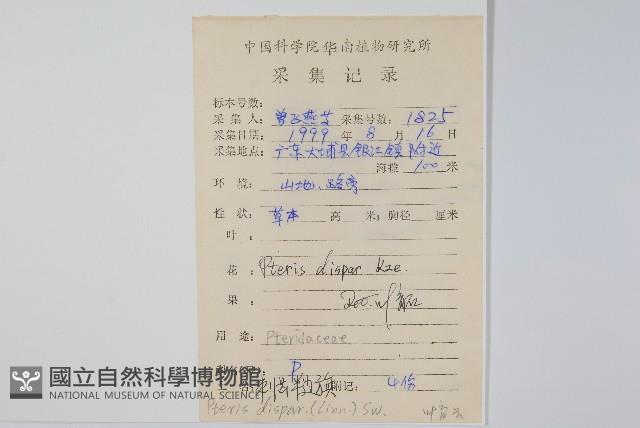 中国科学院华南植物研究所
采集记录
标本号数:
采集人: 曾飞燕等 采集号数: 1825
采集日期: 1999 年 8 月 16 日
采集地点: 广东大埔县银江镇附近
海拔 100 米
环境: 山地、路旁
性状: 草本 高 米; 胸径 厘米
叶:
花: Pteris dispar Kze.
果:
用途: Pteridaceae
P
附记: 4份
Pteris dispar. (Linn.) Sw.
國立自然科學博物館
NATIONAL MUSEUM OF NATURAL SCIENCE